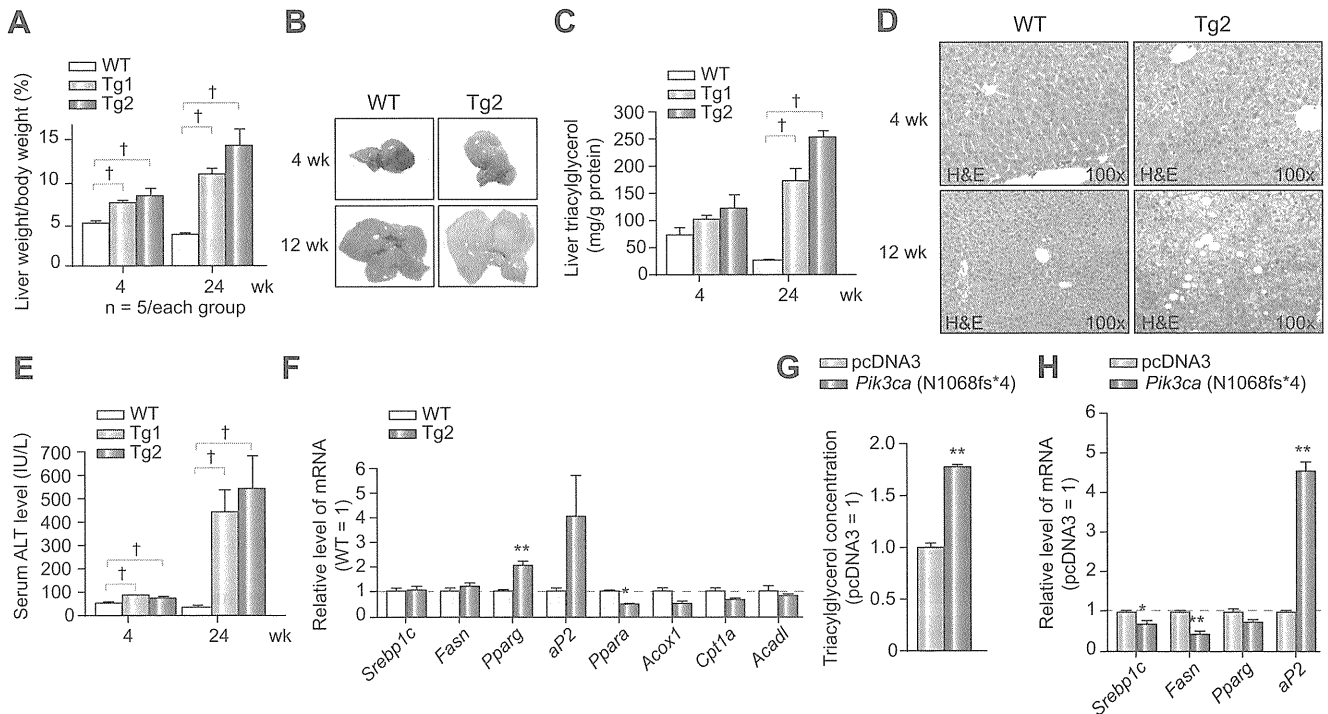 A
WT
Tg1
Tg2
Liver weight/body weight (%)
15
10
5
0
†
†
†
†
4
24
wk
n = 5/each group
B
WT
Tg2
4 wk
12 wk
C
WT
Tg1
Tg2
Liver triacylglycerol
(mg/g protein)
300
250
200
150
100
50
0
†
†
4
24
wk
D
WT
Tg2
4 wk
H&E
100x
H&E
100x
12 wk
H&E
100x
H&E
100x
E
WT
Tg1
Tg2
Serum ALT level (IU/L)
700
600
500
400
300
200
100
0
†
†
†
†
4
24
wk
F
WT
Tg2
Relative level of mRNA
(WT = 1)
6
5
4
3
2
1
0
**
*
Srebp1c
Fasn
Pparg
aP2
Ppara
Acox1
Cpt1a
Acadl
G
pcDNA3
Pik3ca (N1068fs*4)
Triacylglycerol concentration
(pcDNA3 = 1)
2.0
1.5
1.0
0.5
0
**
H
pcDNA3
Pik3ca (N1068fs*4)
Relative level of mRNA
(pcDNA3 = 1)
6
5
4
3
2
1
0
*
**
**
Srebp1c
Fasn
Pparg
aP2